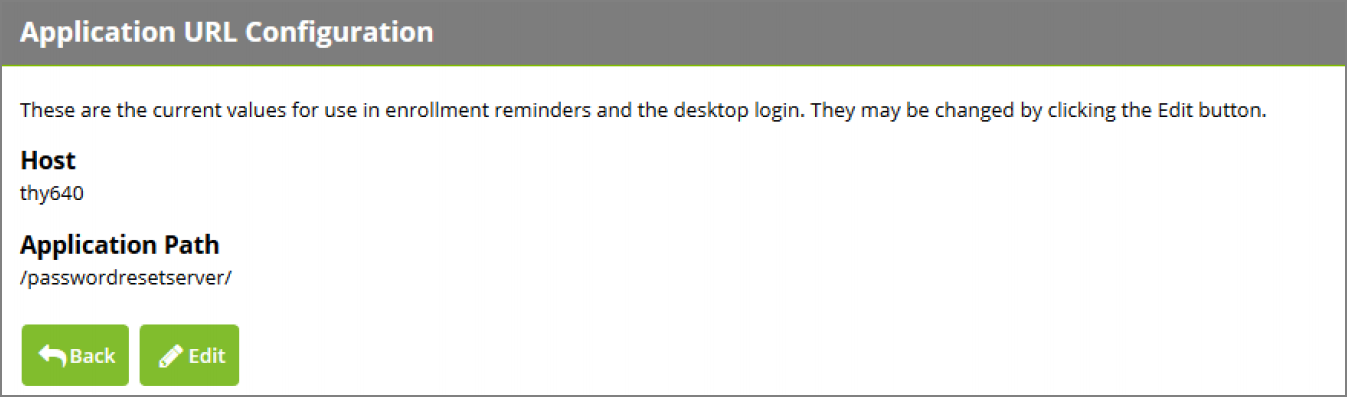 Application URL Configuration
These are the current values for use in enrollment reminders and the desktop login. They may be changed by clicking the Edit button.
Host
thy640
Application Path
/passwordresetserver/
Back
Edit